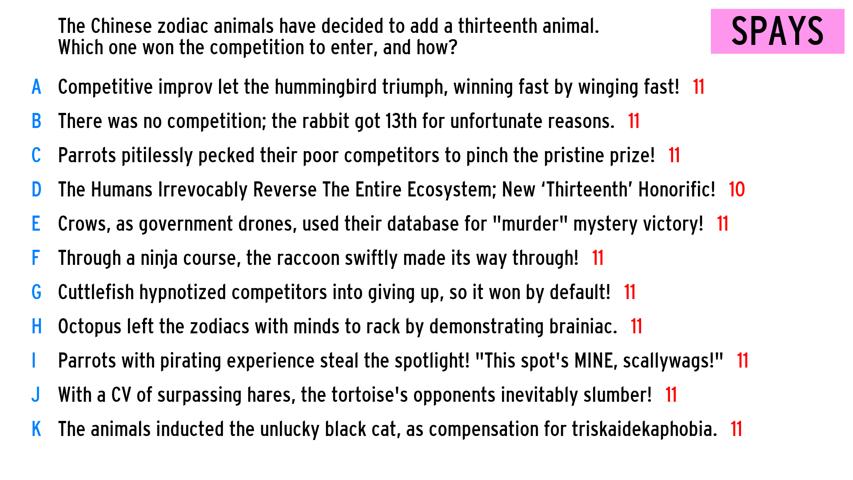 The Chinese zodiac animals have decided to add a thirteenth animal.
Which one won the competition to enter, and how?
SPAYS
A Competitive improv let the hummingbird triumph, winning fast by winging fast! 11
B There was no competition; the rabbit got 13th for unfortunate reasons. 11
C Parrots pitilessly pecked their poor competitors to pinch the pristine prize! 11
D The Humans Irrevocably Reverse The Entire Ecosystem; New ‘Thirteenth’ Honorific! 10
E Crows, as government drones, used their database for "murder" mystery victory! 11
F Through a ninja course, the raccoon swiftly made its way through! 11
G Cuttlefish hypnotized competitors into giving up, so it won by default! 11
H Octopus left the zodiacs with minds to rack by demonstrating brainiac. 11
I Parrots with pirating experience steal the spotlight! "This spot's MINE, scallywags!" 11
J With a CV of surpassing hares, the tortoise's opponents inevitably slumber! 11
K The animals inducted the unlucky black cat, as compensation for triskaidekaphobia. 11